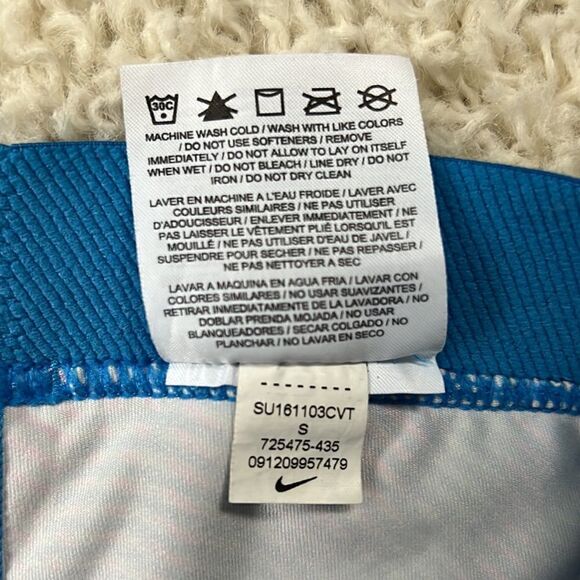 30C
MACHINE WASH COLD / WASH WITH LIKE COLORS
/ DO NOT USE SOFTENERS / REMOVE
IMMEDIATELY / DO NOT ALLOW TO LAY ON ITSELF
WHEN WET / DO NOT BLEACH / LINE DRY / DO NOT
IRON / DO NOT DRY CLEAN
LAVER EN MACHINE A L'EAU FROIDE / LAVER AVEC
COULEURS SIMILAIRES / NE PAS UTILISER
D'ADOUCISSEUR / ENLEVER IMMEDIATEMENT / NE
PAS LAISSER LE VÊTEMENT PLIÉ LORSQU'IL EST
MOUILLÉ / NE PAS UTILISER D'EAU DE JAVEL /
SUSPENDRE POUR SECHER / NE PAS REPASSER /
NE PAS NETTOYER A SEC
LAVAR A MAQUINA EN AGUA FRIA / LAVAR CON
COLORES SIMILARES / NO USAR SUAVIZANTES /
RETIRAR INMEDIATAMENTE DE LA LAVADORA / NO
DOBLAR PRENDA MOJADA / NO USAR
BLANQUEADORES / SECAR COLGADO / NO
PLANCHAR / NO LAVAR EN SECO
--------
SU161103CVT
S
725475-435
091209957479